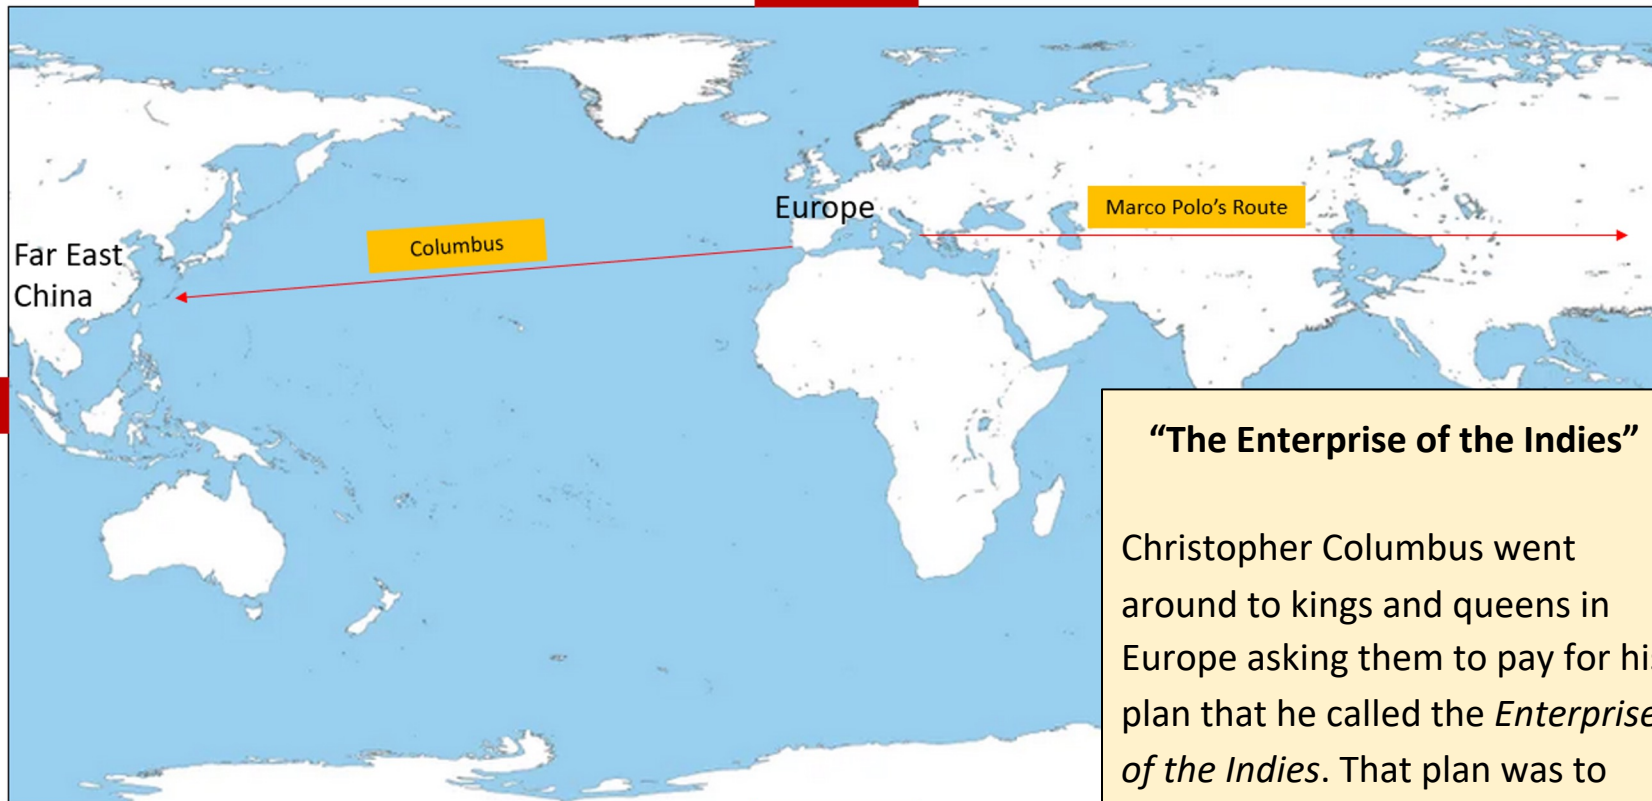 Europe
Marco Polo's Route
Columbus
Far East
China
“The Enterprise of the Indies”
Christopher Columbus went
around to kings and queens in
Europe asking them to pay for his
plan that he called the Enterprise
of the Indies. That plan was to